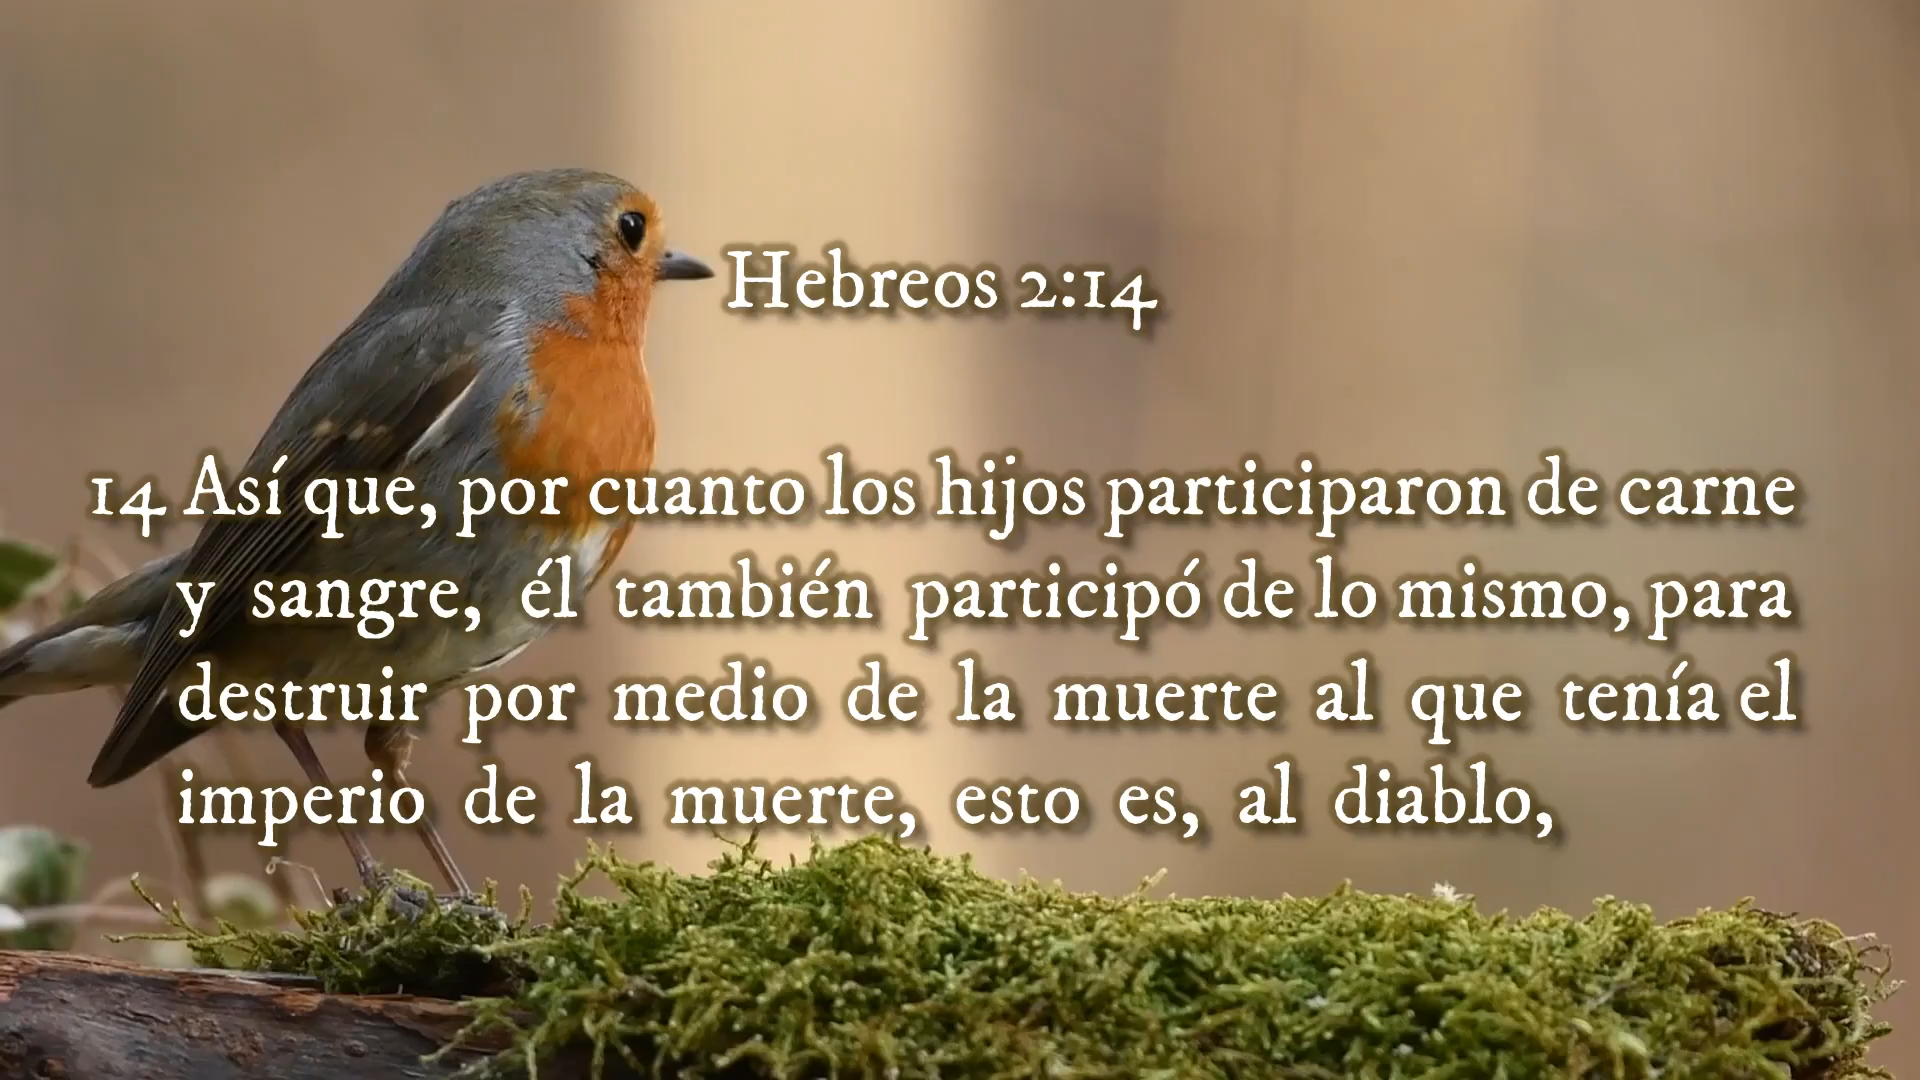 Hebreos 2:14
14 Así que, por cuanto los hijos participaron de carne
y sangre, él también participó de lo mismo, para
destruir por medio de la muerte al que tenía el
imperio de la muerte, esto es, al diablo,